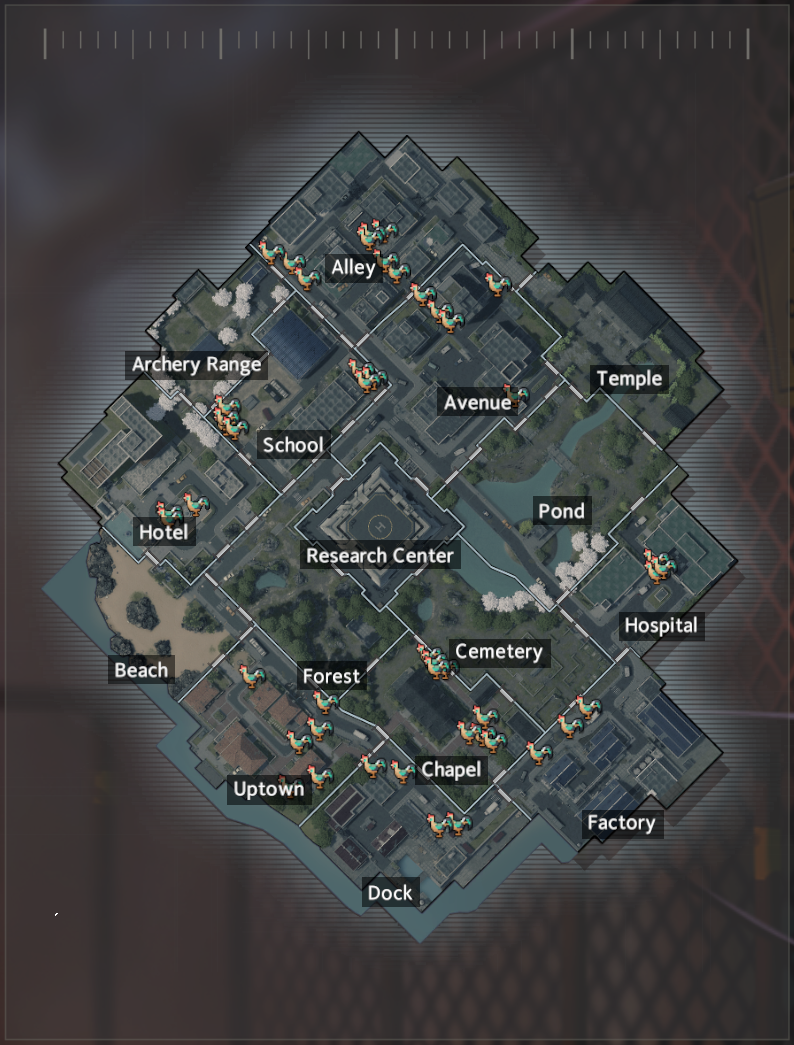 Alley
Archery Range
Temple
Avenue
School
Pond
Hotel
Research Center
Hospital
Cemetery
Beach
Forest
Chapel
Uptown
Factory
Dock
H